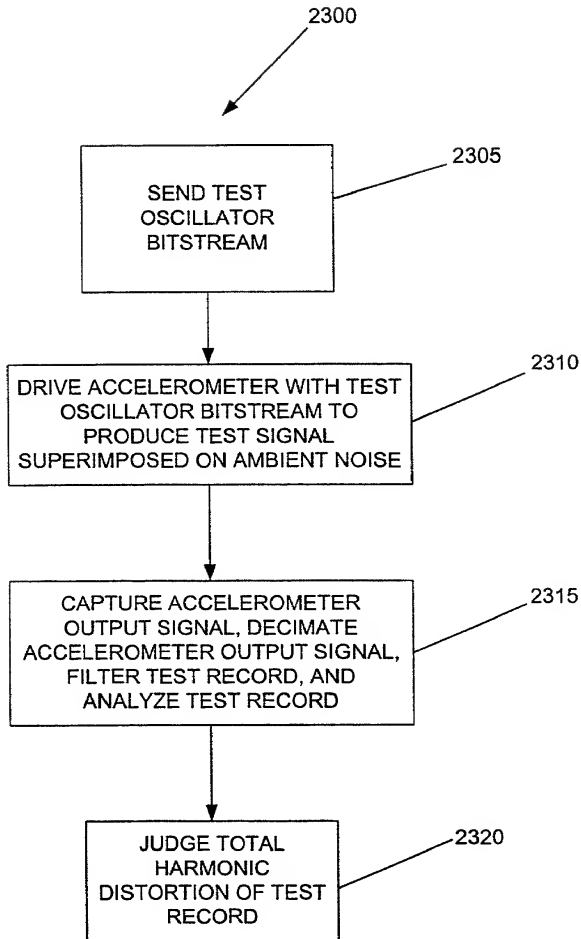 2300
2305
SEND TEST
OSCILLATOR
BITSTREAM
2310
DRIVE ACCELEROMETER WITH TEST
OSCILLATOR BITSTREAM TO
PRODUCE TEST SIGNAL
SUPERIMPOSED ON AMBIENT NOISE
2315
CAPTURE ACCELEROMETER
OUTPUT SIGNAL, DECIMATE
ACCELEROMETER OUTPUT SIGNAL,
FILTER TEST RECORD, AND
ANALYZE TEST RECORD
2320
JUDGE TOTAL
HARMONIC
DISTORTION OF TEST
RECORD